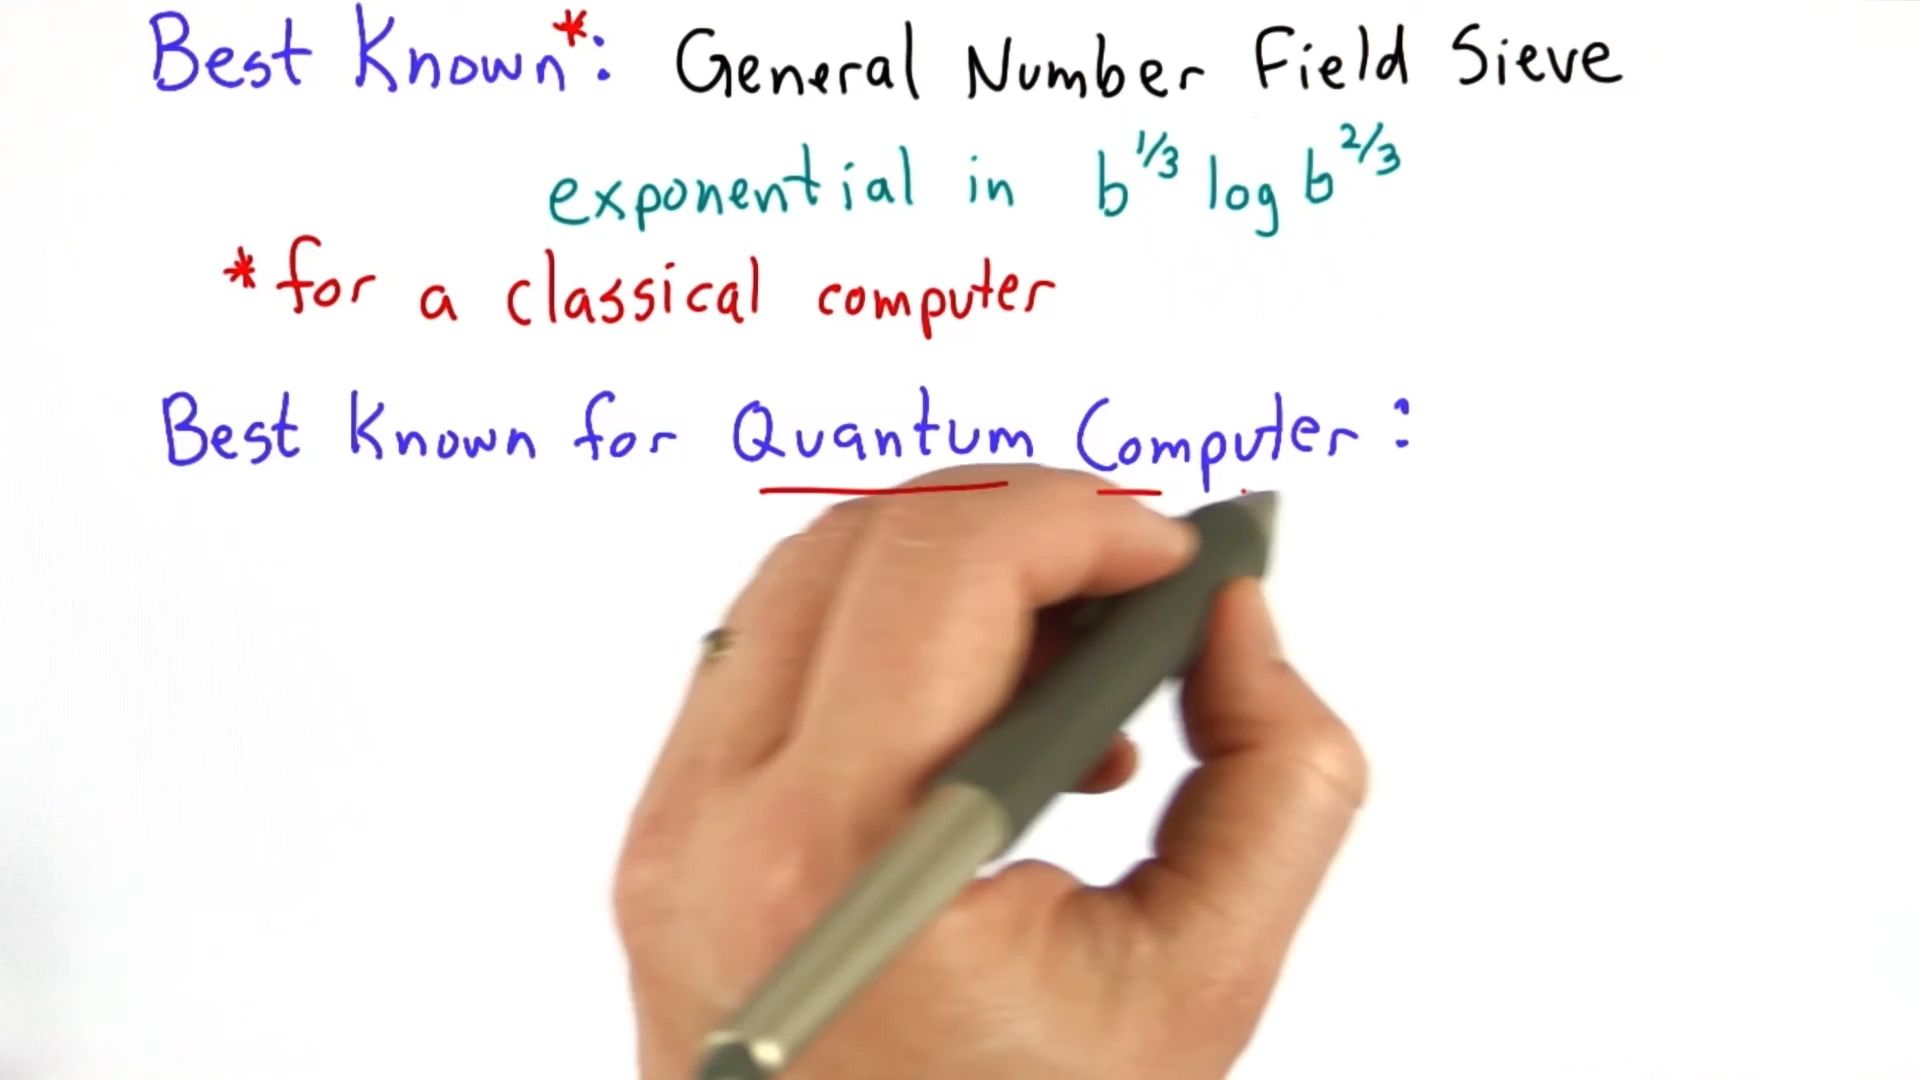 Best Known*: General Number Field Sieve
exponential in b^1/3 log b^2/3
*for a classical computer
Best Known for Quantum Computer: